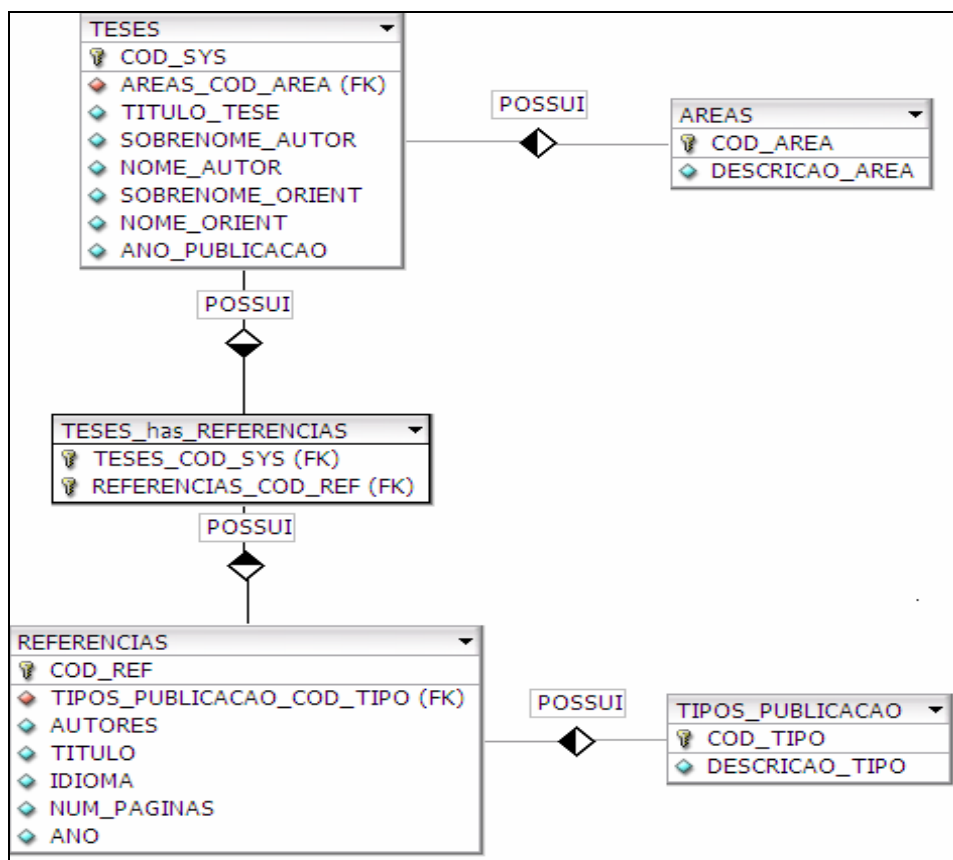 TESES
COD_SYS
AREAS_COD_AREA (FK)
TITULO_TESE
SOBRENOME_AUTOR
NOME_AUTOR
SOBRENOME_ORIENT
NOME_ORIENT
ANO_PUBLICACAO
POSSUI
AREAS
COD_AREA
DESCRICAO_AREA
POSSUI
TESES_has_REFERENCIAS
TESES_COD_SYS (FK)
REFERENCIAS_COD_REF (FK)
POSSUI
REFERENCIAS
COD_REF
TIPOS_PUBLICACAO_COD_TIPO (FK)
AUTORES
TITULO
IDIOMA
NUM_PAGINAS
ANO
POSSUI
TIPOS_PUBLICACAO
COD_TIPO
DESCRICAO_TIPO